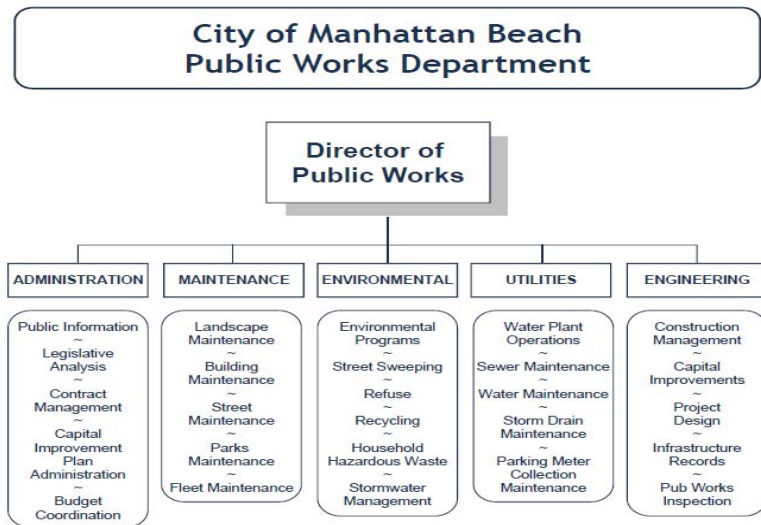 City of Manhattan Beach
Public Works Department
Director of
Public Works
ADMINISTRATION
MAINTENANCE
ENVIRONMENTAL
UTILITIES
ENGINEERING
Public Information
~
Legislative
Analysis
~
Contract
Management
~
Capital
Improvement
Plan
Administration
~
Budget
Coordination
Landscape
Maintenance
~
Building
Maintenance
~
Street
Maintenance
~
Parks
Maintenance
~
Fleet Maintenance
Environmental
Programs
~
Street Sweeping
~
Refuse
~
Recycling
~
Household
Hazardous Waste
~
Stormwater
Management
Water Plant
Operations
~
Sewer Maintenance
~
Water Maintenance
~
Storm Drain
Maintenance
~
Parking Meter
Collection
Maintenance
Construction
Management
~
Capital
Improvements
~
Project
Design
~
Infrastructure
Records
~
Pub Works
Inspection